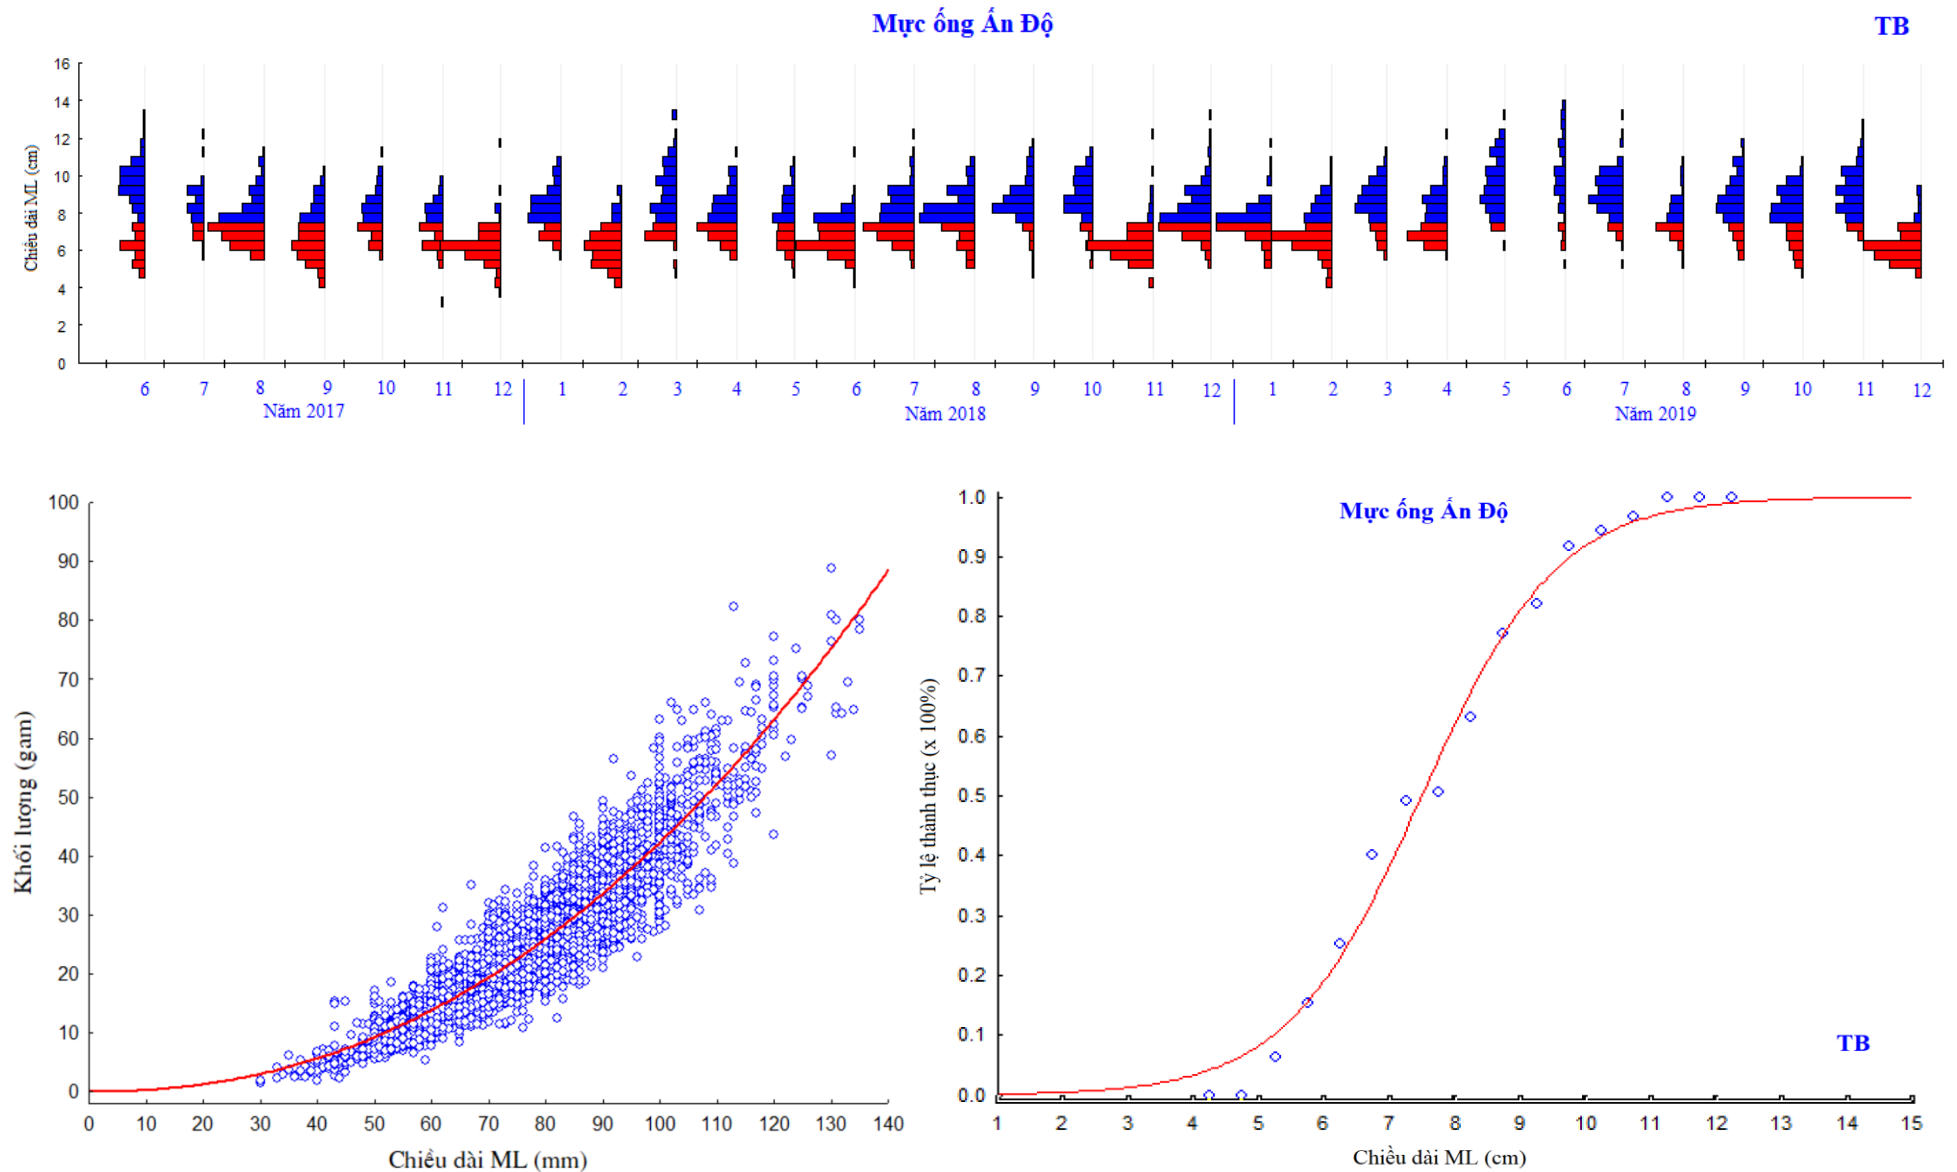 Mực ống Ấn Độ TB
Chiều dài ML (cm)
16
14
12
10
8
6
4
2
0
6 7 8 9 10 11 12 1 2 3 4 5 6 7 8 9 10 11 12 1 2 3 4 5 6 7 8 9 10 11 12
Năm 2017 Năm 2018 Năm 2019
Khối lượng (gam)
100
90
80
70
60
50
40
30
20
10
0
0 10 20 30 40 50 60 70 80 90 100 110 120 130 140
Chiều dài ML (mm)
Mực ống Ấn Độ
Tỷ lệ thành thục (x 100%)
1.0
0.9
0.8
0.7
0.6
0.5
0.4
0.3
0.2
0.1
0.0
TB
1 2 3 4 5 6 7 8 9 10 11 12 13 14 15
Chiều dài ML (cm)